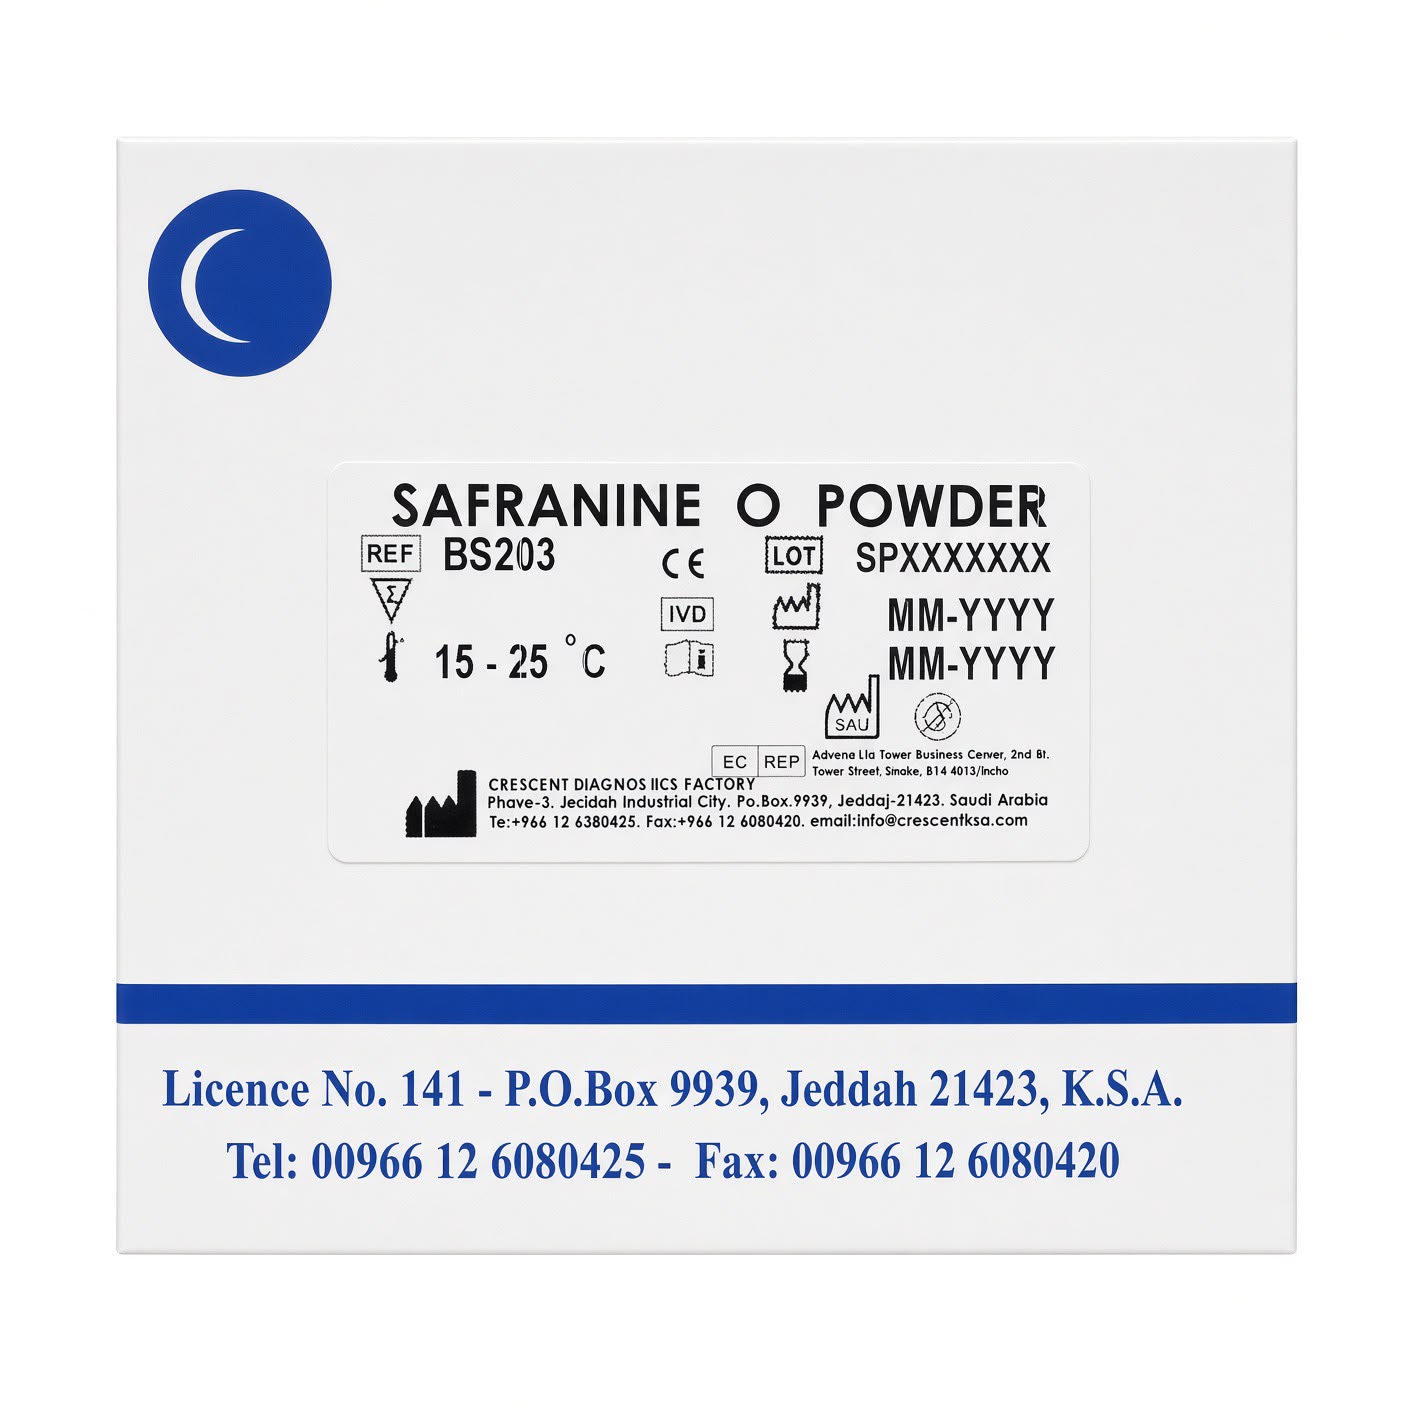 SAFRANINE O POWDER
REF BS203 CE LOT SPXXXXXXX
Σ IVD MM-YYYY
15 - 25 °C i MM-YYYY
SAU
EC REP Advena Lla Tower Business Cerver, 2nd Bt.
Tower Street, Smake, B14 4013/Incho
CRESCENT DIAGNOS IICS FACTORY
Phave-3. Jecidah Industrial City. Po.Box.9939, Jeddaj-21423. Saudi Arabia
Te:+966 12 6380425. Fax:+966 12 6080420. email:info@crescentksa.com
Licence No. 141 - P.O.Box 9939, Jeddah 21423, K.S.A.
Tel: 00966 12 6080425 - Fax: 00966 12 6080420